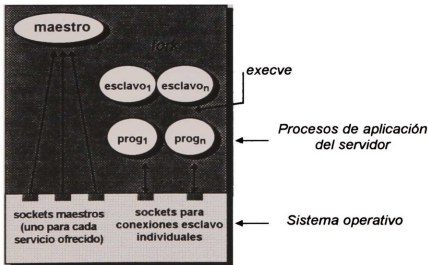 maestro
fork
esclavo1 esclavon
execve
prog1 progn
Procesos de aplicación
del servidor
sockets maestros
(uno para cada
servicio ofrecido)
sockets para
conexiones esclavo
individuales
Sistema operativo